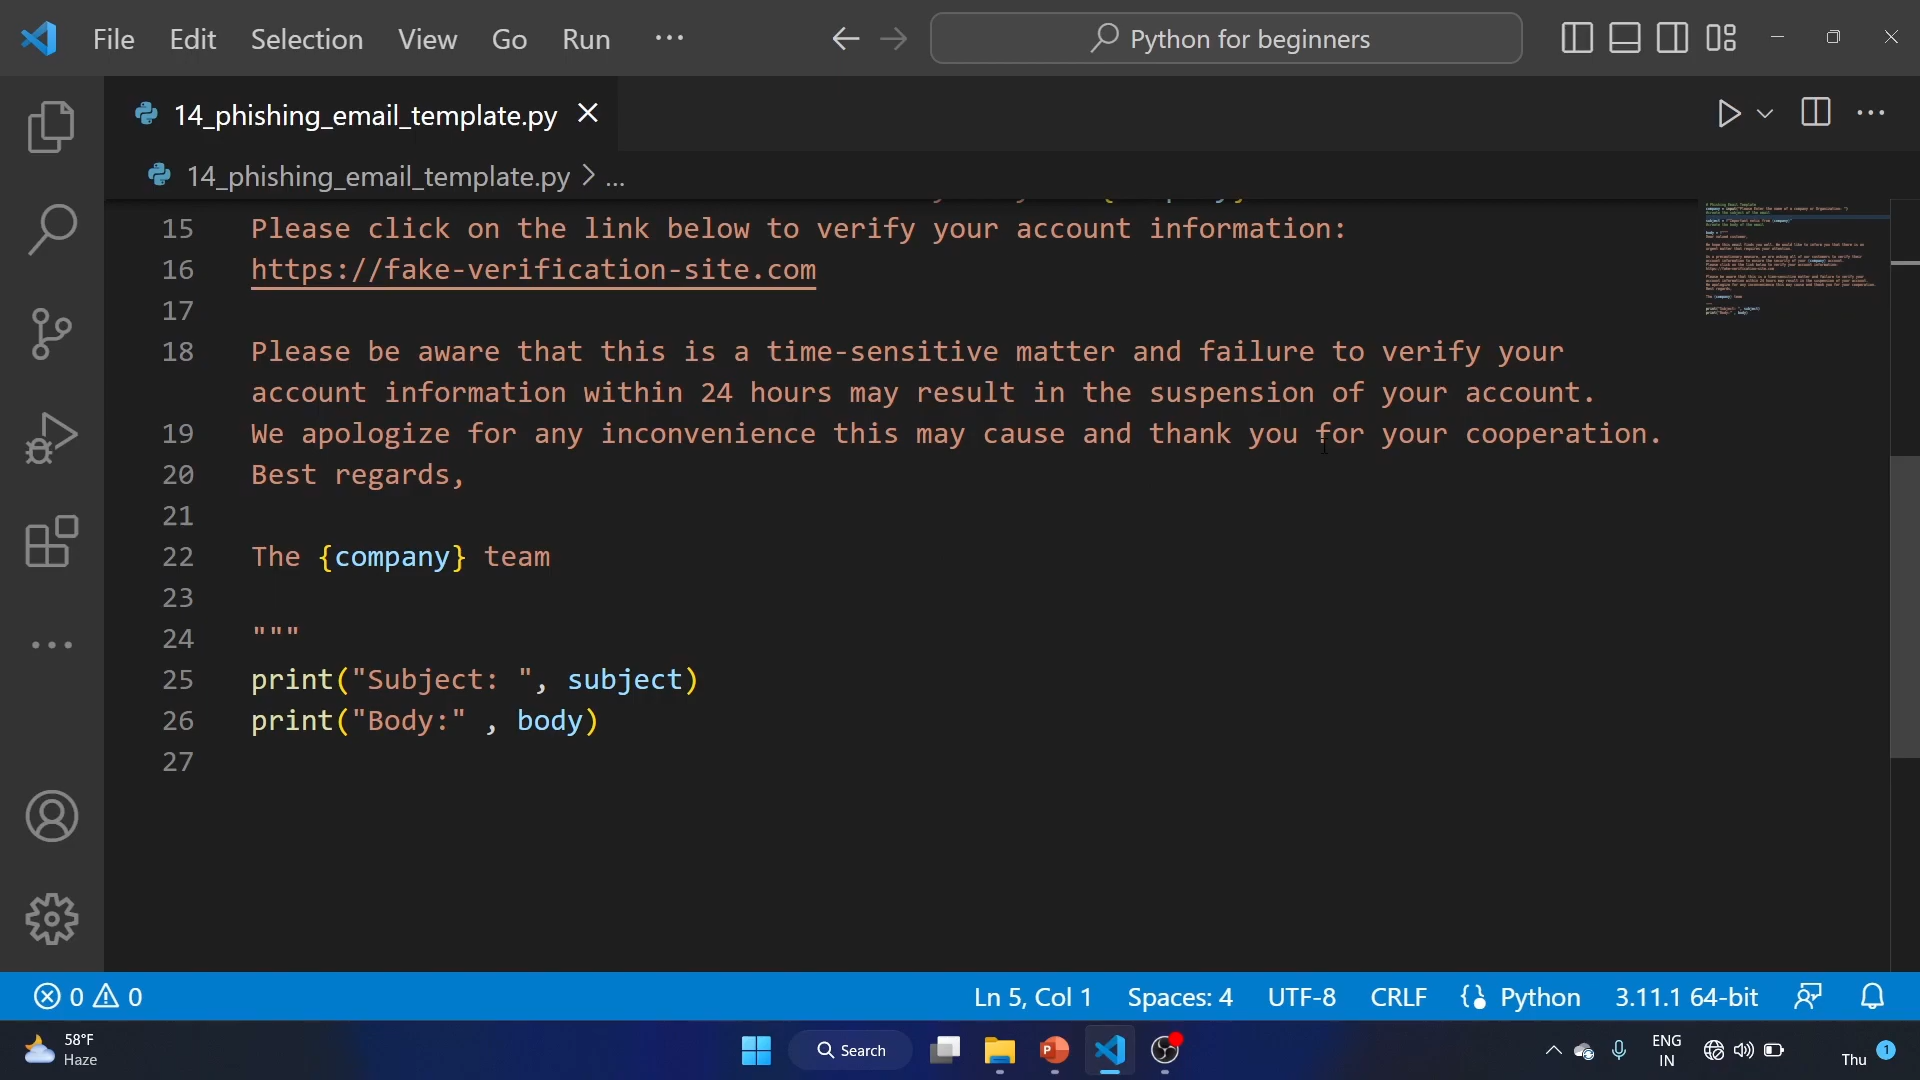 File Edit Selection View Go Run ...
Python for beginners
14_phishing_email_template.py
14_phishing_email_template.py > ...
15 Please click on the link below to verify your account information:
16 https://fake-verification-site.com
17
18 Please be aware that this is a time-sensitive matter and failure to verify your
account information within 24 hours may result in the suspension of your account.
19 We apologize for any inconvenience this may cause and thank you for your cooperation.
20 Best regards,
21
22 The {company} team
23
24 """
25 print("Subject: ", subject)
26 print("Body:" , body)
27
0 0 Ln 5, Col 1 Spaces: 4 UTF-8 CRLF Python 3.11.1 64-bit
58°F
Haze
Search
ENG
IN
Thu 1